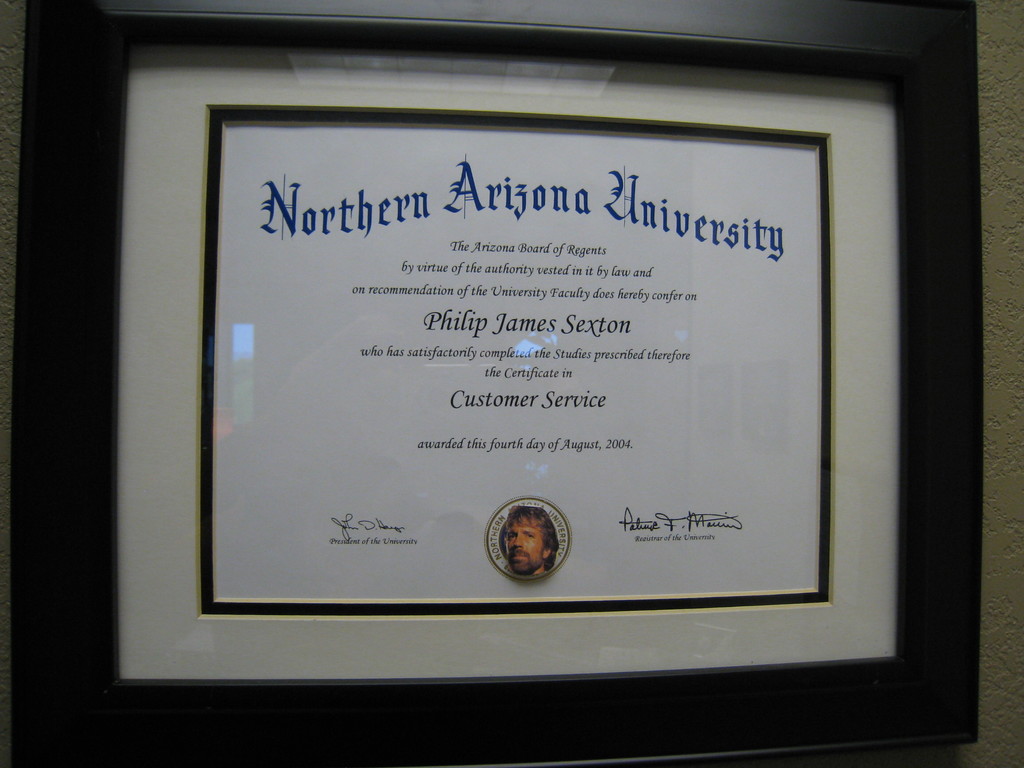 Northern Arizona University
The Arizona Board of Regents
by virtue of the authority vested in it by law and
on recommendation of the University Faculty does hereby confer on
Philip James Sexton
who has satisfactorily completed the Studies prescribed therefore
the Certificate in
Customer Service
awarded this fourth day of August, 2004.
President of the University
NORTHERN ARIZONA UNIVERSITY
Registrar of the University